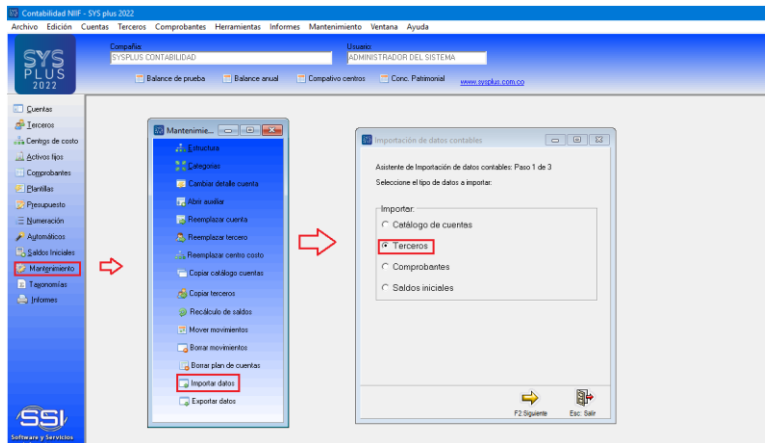 Contabilidad NIIF - SYS plus 2022
Archivo Edición Cuentas Terceros Comprobantes Herramientas Informes Mantenimiento Ventana Ayuda
SYS
PLUS
2022
Compañía
SYSPLUS CONTABILIDAD
Usuario
ADMINISTRADOR DEL SISTEMA
Balance de prueba Balance anual Compativo centros Conc. Patrimonial www.sysplus.com.co
Cuentas
Terceros
Centros de costo
Activos fijos
Comprobantes
Plantillas
Presupuesto
Numeración
Automáticos
Saldos Iniciales
Mantenimiento
Taxonomías
Informes
SSI
Software y Servicios
Mantenimie...
Estructura
Categorias
Cambiar detalle cuenta
Abrir auxiliar
Reemplazar cuenta
Reemplazar tercero
Reemplazar centro costo
Copiar catálogo cuentas
Copiar terceros
Recálculo de saldos
Mover movimientos
Borrar movimientos
Borrar plan de cuentas
Importar datos
Exportar datos
Importación de datos contables
Asistente de Importación de datos contables: Paso 1 de 3
Seleccione el tipo de datos a importar:
Importar:
Catálogo de cuentas
Terceros
Comprobantes
Saldos iniciales
F2 Siguiente Esc. Salir